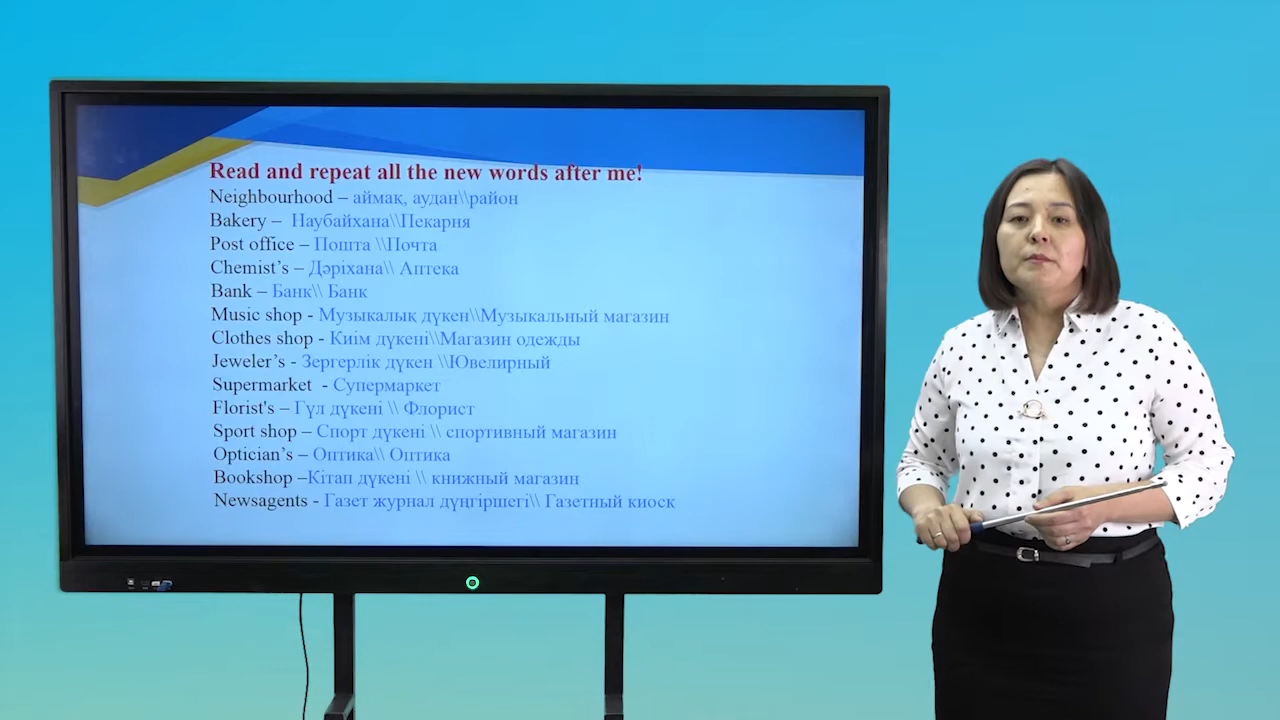 Read and repeat all the new words after me!
Neighbourhood – аймақ, аудан\\район
Bakery – Наубайхана\\Пекарня
Post office – Пошта \\Почта
Chemist’s – Дәріхана\\ Аптека
Bank – Банк\\ Банк
Music shop - Музыкалық дүкен\\Музыкальный магазин
Clothes shop - Киім дүкені\\Магазин одежды
Jeweler’s - Зергерлік дүкен \\Ювелирный
Supermarket - Супермаркет
Florist's – Гүл дүкені \\ Флорист
Sport shop – Спорт дүкені \\ спортивный магазин
Optician’s – Оптика\\ Оптика
Bookshop –Кітап дүкені \\ книжный магазин
Newsagents - Газет журнал дүңгіршегі\\ Газетный киоск